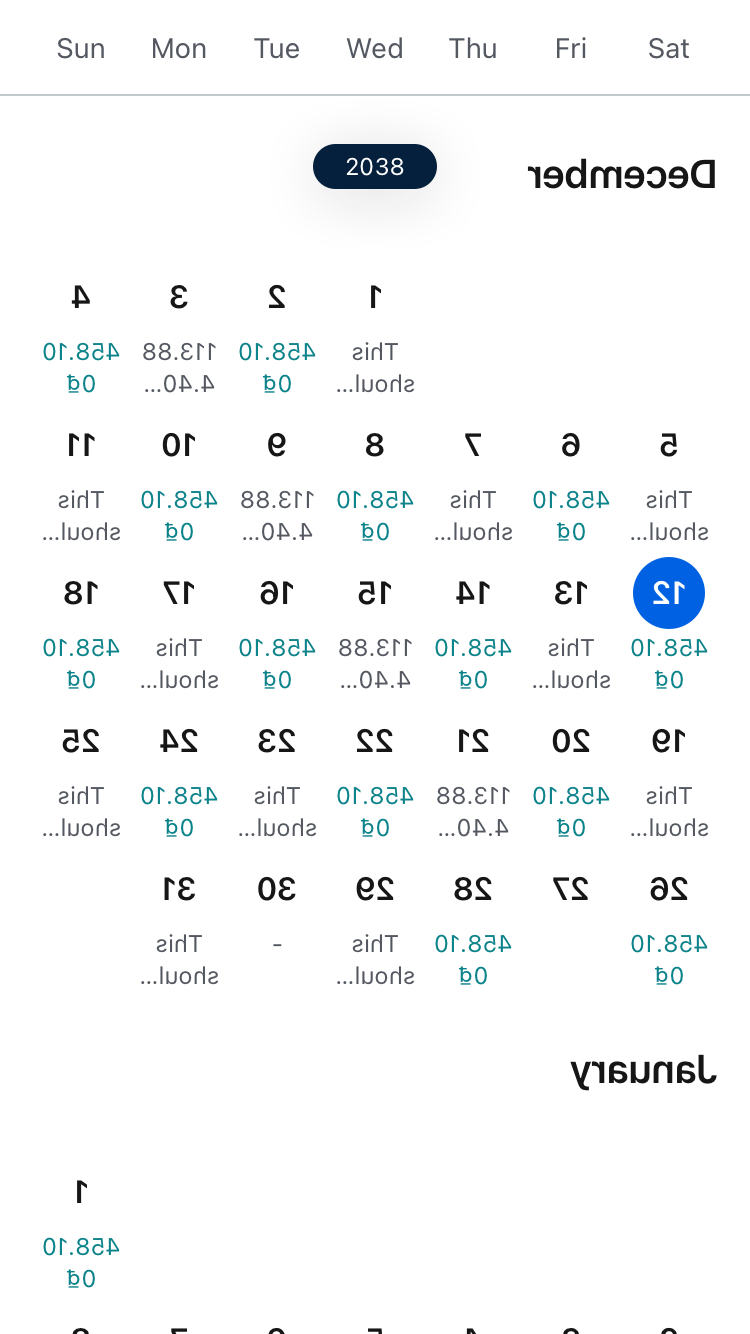 Sun Mon Tue Wed Thu Fri Sat
December 2038
1 2 3 4
This 458.10 113.88 458.10
shoul... 0₫ 4.40... 0₫
5 6 7 8 9 10 11
This 458.10 This 458.10 113.88 458.10 This
shoul... 0₫ shoul... 0₫ 4.40... 0₫ shoul...
12 13 14 15 16 17 18
458.10 This 458.10 113.88 458.10 This 458.10
0₫ shoul... 0₫ 4.40... 0₫ shoul... 0₫
19 20 21 22 23 24 25
This 458.10 113.88 458.10 This 458.10 This
shoul... 0₫ 4.40... 0₫ shoul... 0₫ shoul...
26 27 28 29 30 31
458.10 458.10 This - This
0₫ 0₫ shoul... shoul...
January
1
458.10
0₫